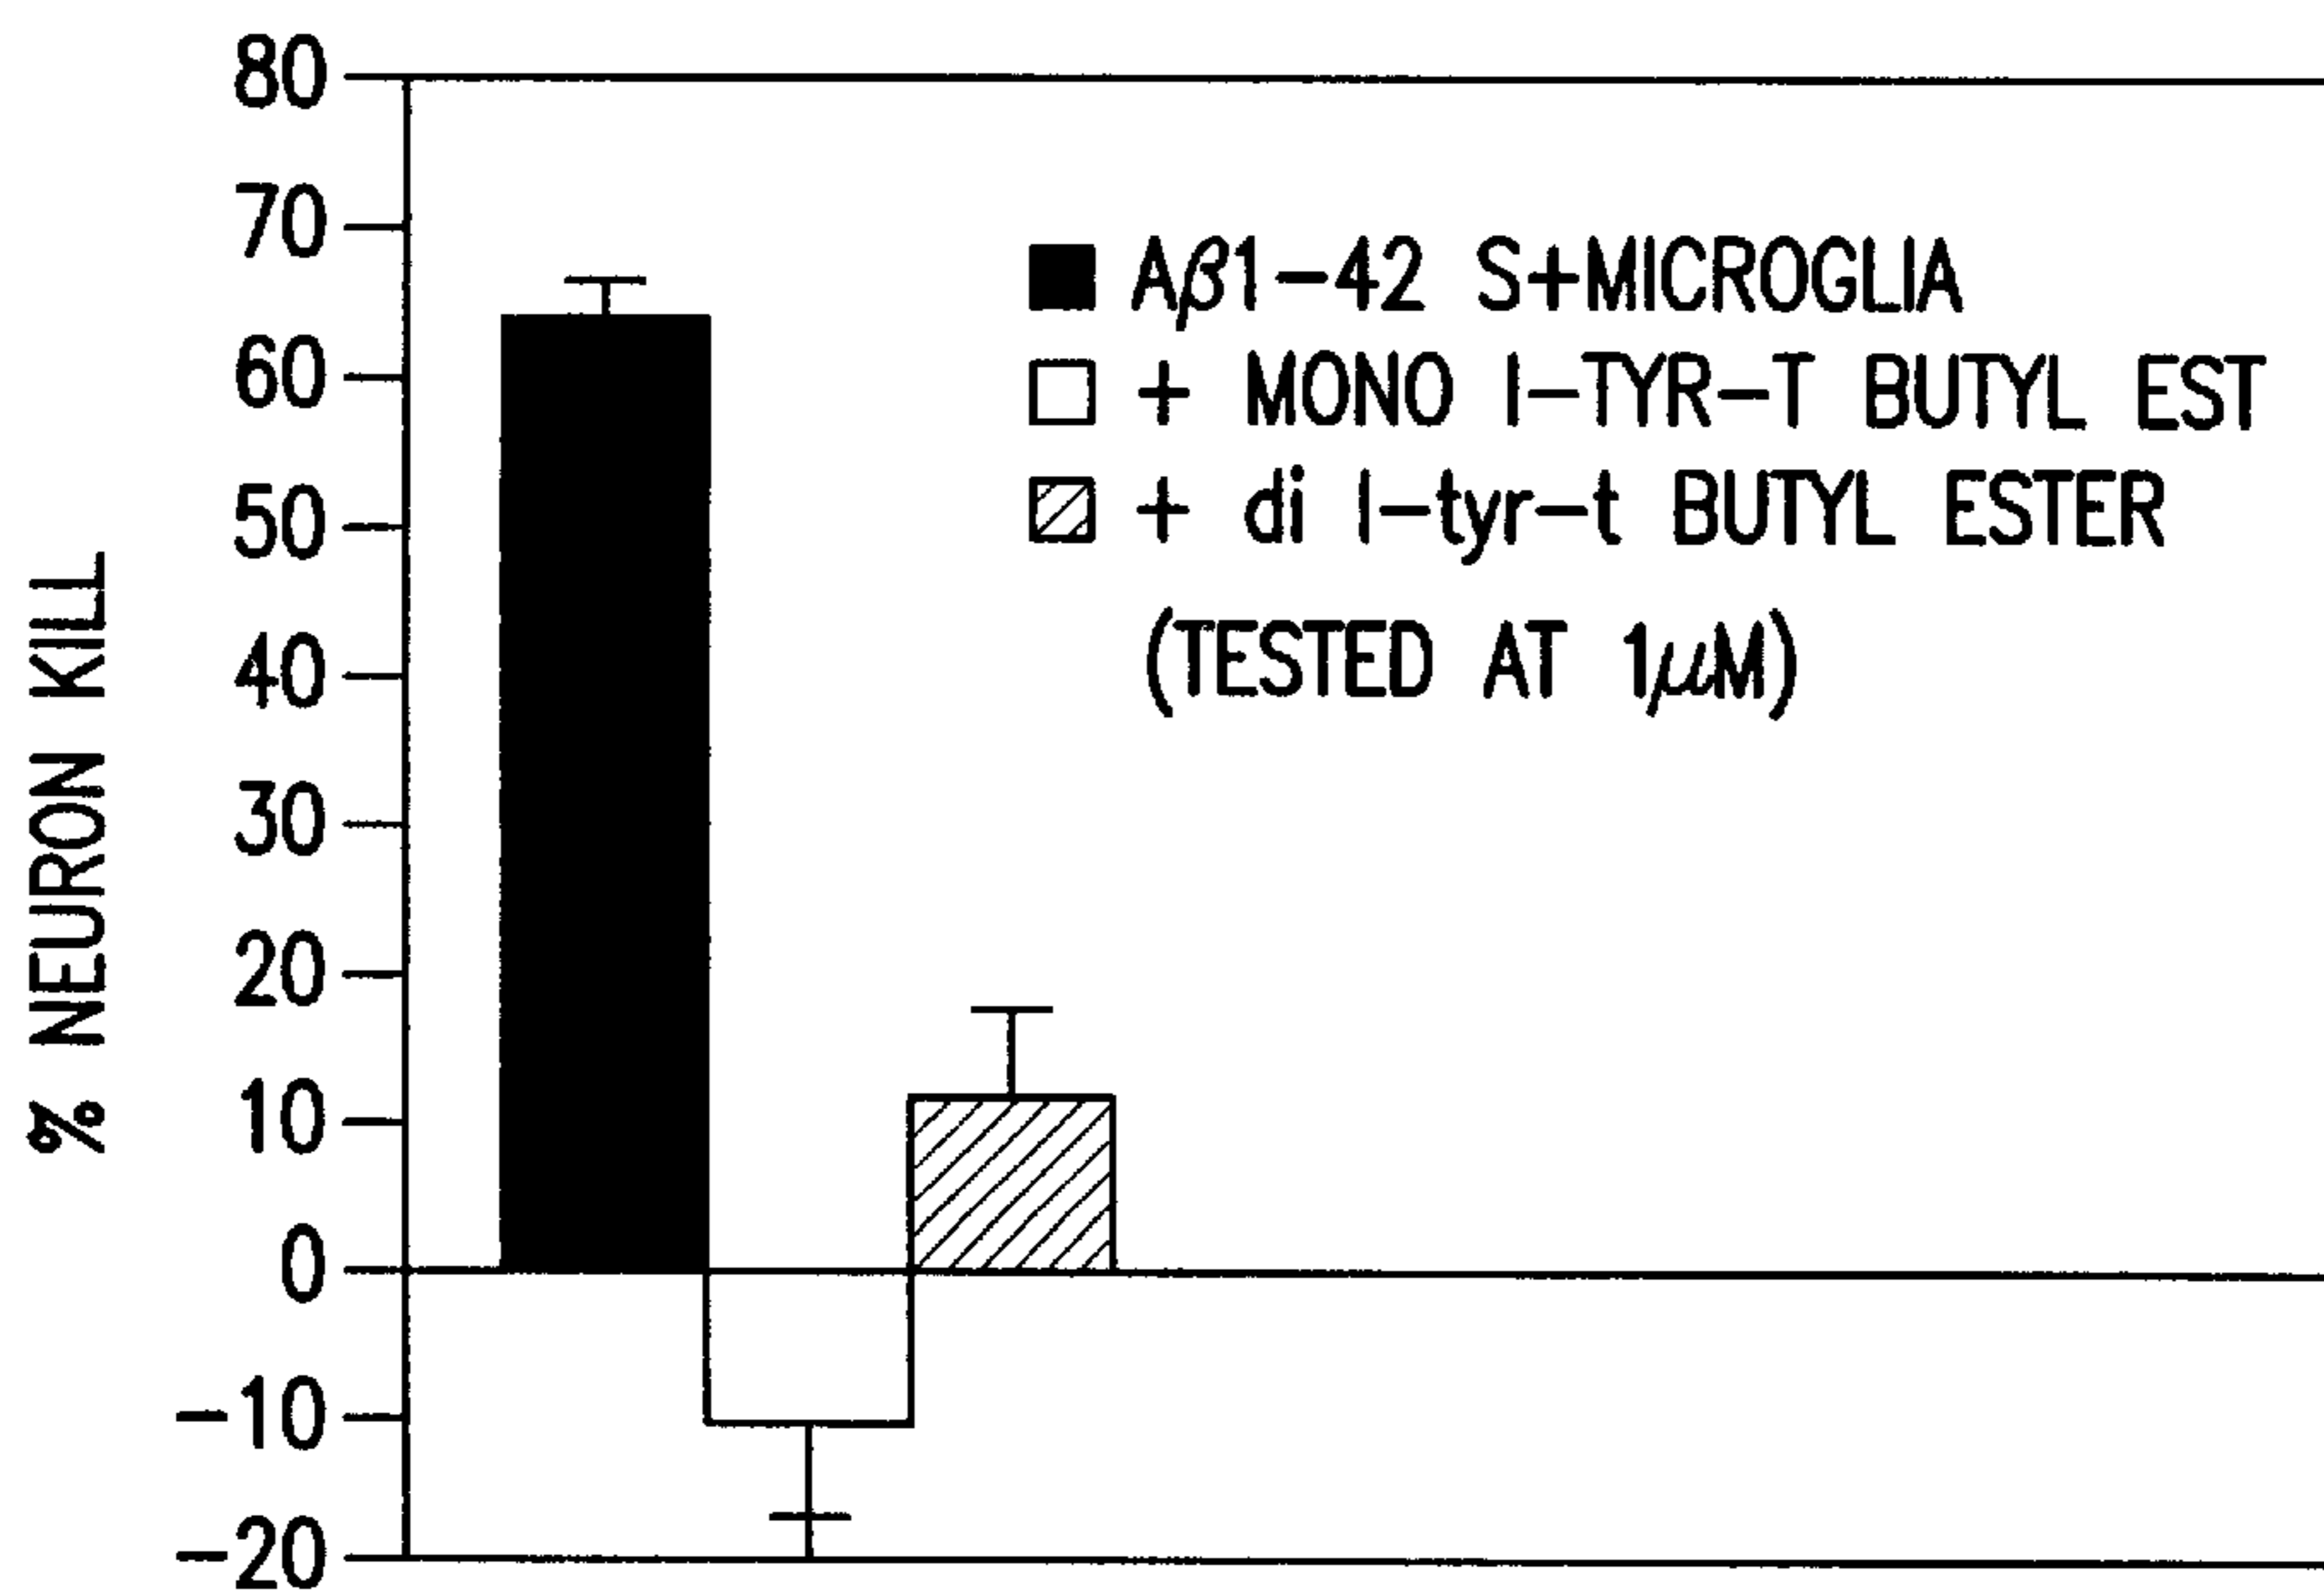 80
70
60
50
40
30
20
10
0
-10
-20
% NEURON KILL
Aβ1-42 S+MICROGLIA
+ MONO l-TYR-T BUTYL EST
+ di l-tyr-t BUTYL ESTER
(TESTED AT 1μM)